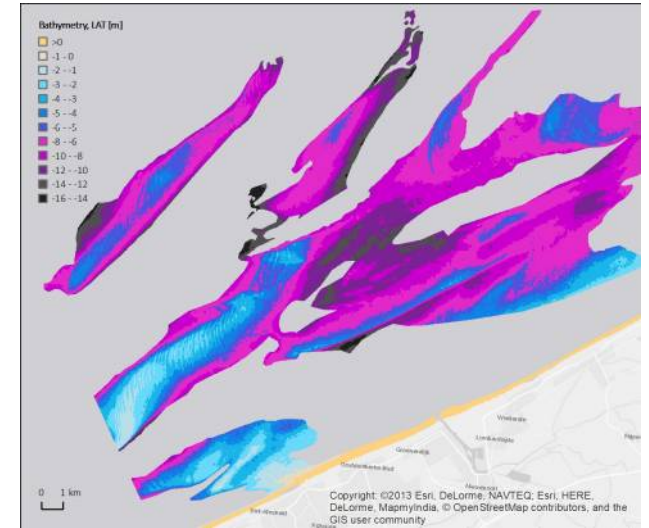 Bathymetry, LAT [m]
>0
-1 - 0
-2 - -1
-3 - -2
-4 - -3
-5 - -4
-6 - -5
-8 - -6
-10 - -8
-12 - -10
-14 - -12
-16 - -14
0 1 km
Copyright: ©2013 Esri, DeLorme, NAVTEQ; Esri, HERE,
DeLorme, MapmyIndia, © OpenStreetMap contributors, and the
GIS user community